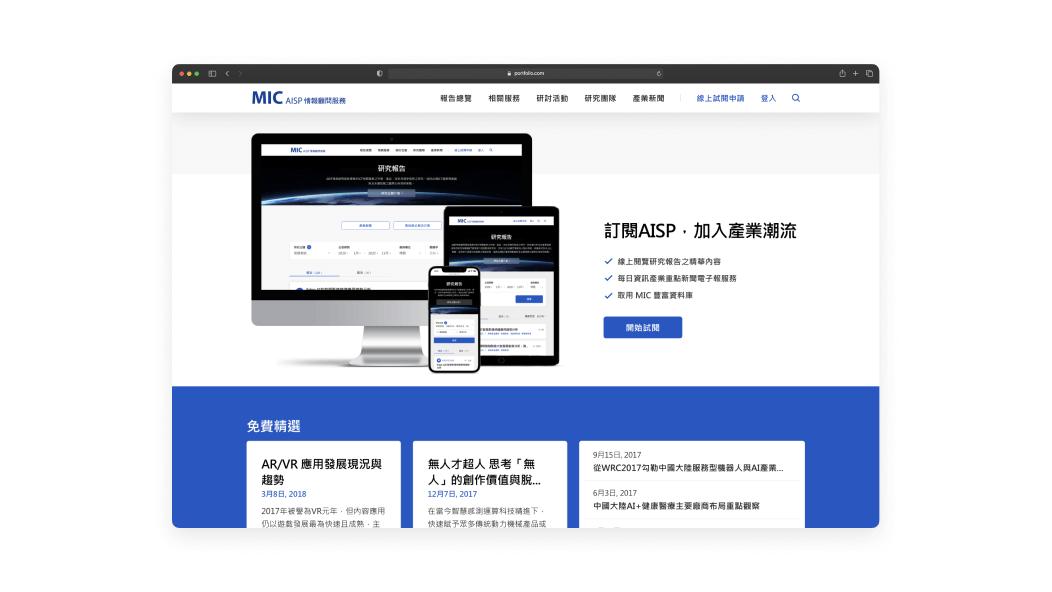 portfolio.com
MIC AISP 情報顧問服務
報告總覽 相關服務 研討活動 研究團隊 產業新聞 線上試閱申請 登入
MIC
研究報告
MIC
研究報告
研究報告
訂閱AISP，加入產業潮流
線上閱覽研究報告之精華內容
每日資訊產業重點新聞電子報服務
取用 MIC 豐富資料庫
開始試閱
免費精選
AR/VR 應用發展現況與
趨勢
3月8日, 2018
2017年被譽為VR元年，但內容應用
仍以遊戲發展最為快速且成熟，主
無人才超人 思考「無
人」的創作價值與脫...
12月7日, 2017
在當今智慧感測運算科技精進下，
快速賦予眾多傳統動力機械產品或
9月15日, 2017
從WRC2017勾勒中國大陸服務型機器人與AI產業...
6月3日, 2017
中國大陸AI+健康醫療主要廠商布局重點觀察